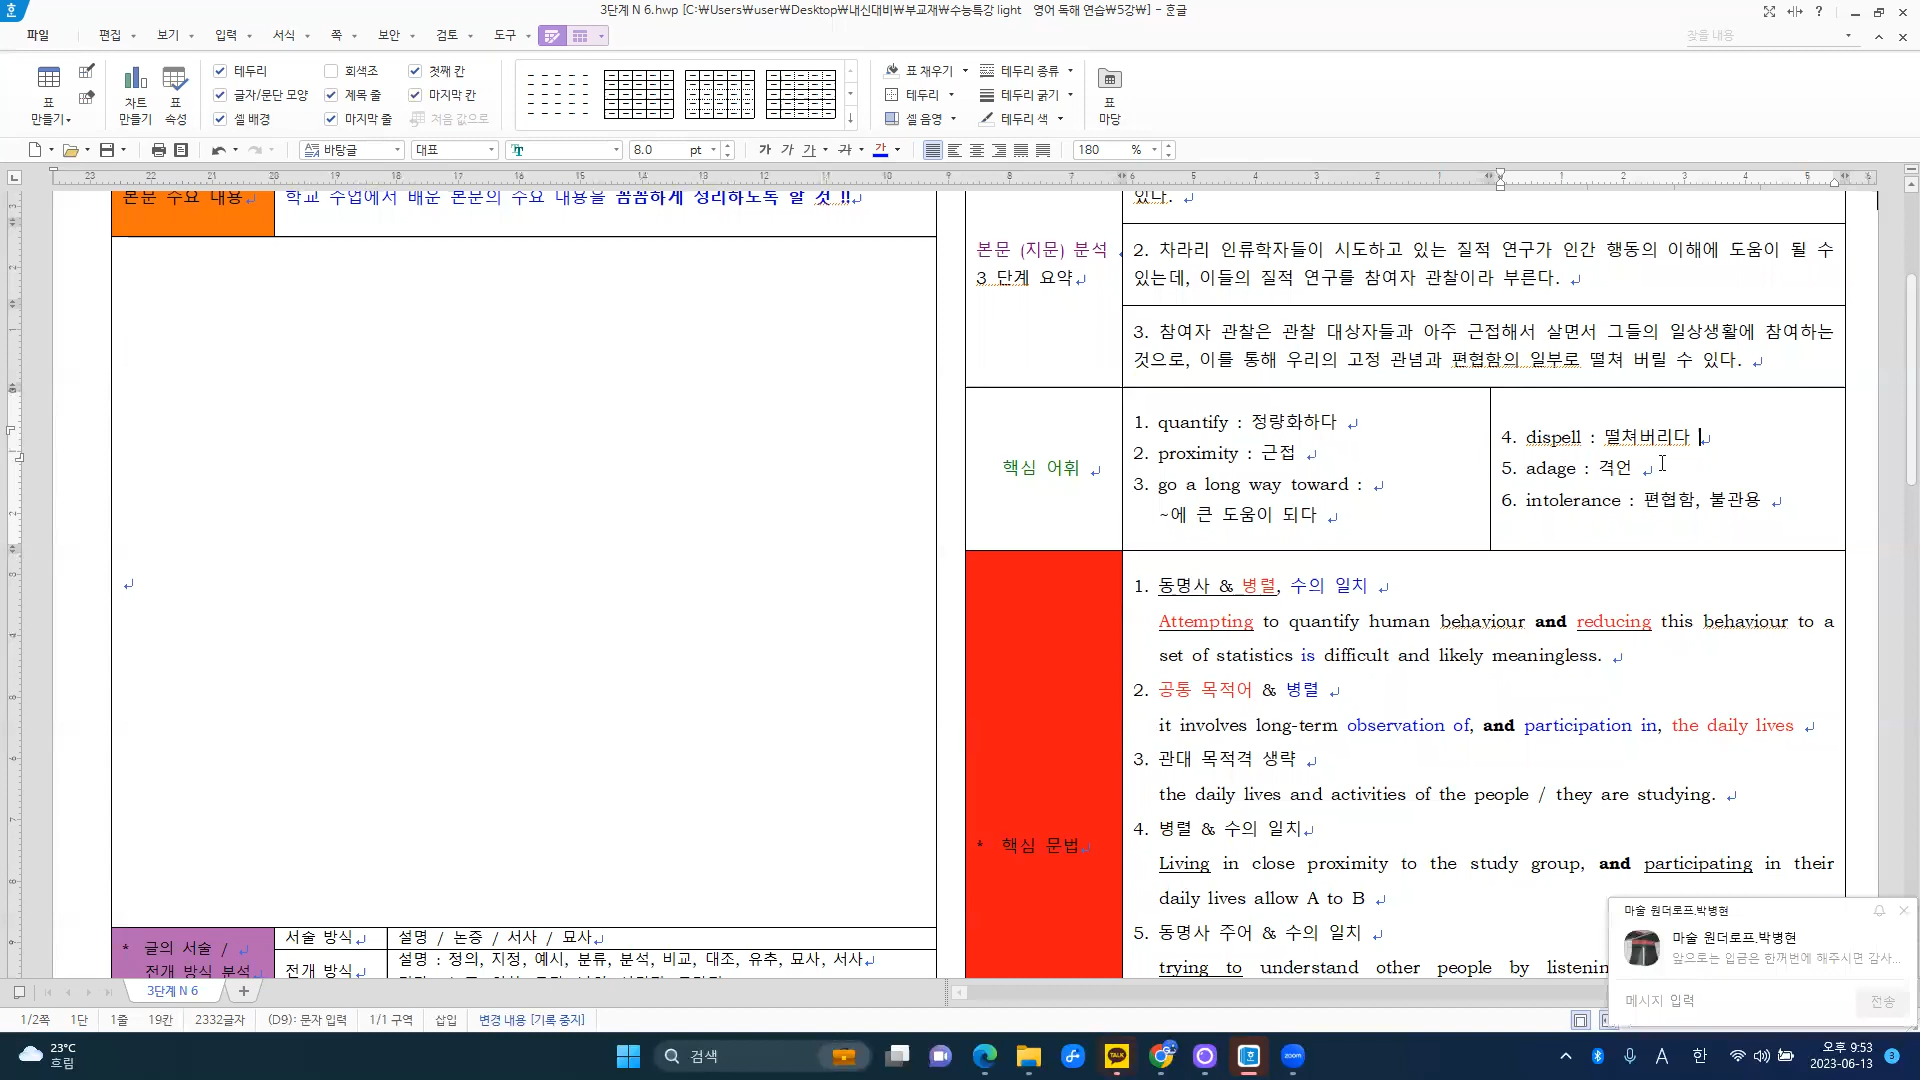 3단계 N 6.hwp [C:￦Users￦user￦Desktop￦내신대비￦부교재￦수능특강 light 영어 독해 연습￦5강￦] - 훈글
파일 편집 보기 입력 서식 쪽 보안 검토 도구 찾을 내용
테두리 회색조 첫째 칸
글자/문단 모양 제목 줄 마지막 칸
셀 배경 마지막 줄 처음 값으로
표 만들기
차트 만들기
표 속성
표 채우기 테두리 종류
테두리 테두리 굵기
셀 음영 테두리 색
표 마당
바탕글 대표 8.0 pt 가 가 가 가 가 180 %
본문 주요 내용 학교 수업에서 배운 본문의 주요 내용을 꼼꼼하게 정리하도록 할 것 !!
* 글의 서술 /
전개 방식 분석
서술 방식 설명 / 논증 / 서사 / 묘사
전개 방식 설명 : 정의, 지정, 예시, 분류, 분석, 비교, 대조, 유추, 묘사, 서사
있다.
본문 (지문) 분석
3 단계 요약
2. 차라리 인류학자들이 시도하고 있는 질적 연구가 인간 행동의 이해에 도움이 될 수
있는데, 이들의 질적 연구를 참여자 관찰이라 부른다.
3. 참여자 관찰은 관찰 대상자들과 아주 근접해서 살면서 그들의 일상생활에 참여하는
것으로, 이를 통해 우리의 고정 관념과 편협함의 일부로 떨쳐 버릴 수 있다.
핵심 어휘
1. quantify : 정량화하다
2. proximity : 근접
3. go a long way toward :
~에 큰 도움이 되다
4. dispell : 떨쳐버리다
5. adage : 격언
6. intolerance : 편협함, 불관용
* 핵심 문법
1. 동명사 & 병렬, 수의 일치
Attempting to quantify human behaviour and reducing this behaviour to a
set of statistics is difficult and likely meaningless.
2. 공통 목적어 & 병렬
it involves long-term observation of, and participation in, the daily lives
3. 관대 목적격 생략
the daily lives and activities of the people / they are studying.
4. 병렬 & 수의 일치
Living in close proximity to the study group, and participating in their
daily lives allow A to B
5. 동명사 주어 & 수의 일치
trying to understand other people by
마술 원더로프.박병현
마술 원더로프.박병현
앞으로는 입금은 한꺼번에 해주시면 감사...
메시지 입력 전송
3단계 N 6
1/2쪽 1단 1줄 19칸 2332글자 (D9): 문자 입력 1/1 구역 삽입 변경 내용 [기록 중지]
23°C
흐림
검색
TALK
zoom
A 한
오후 9:53
2023-06-13
3